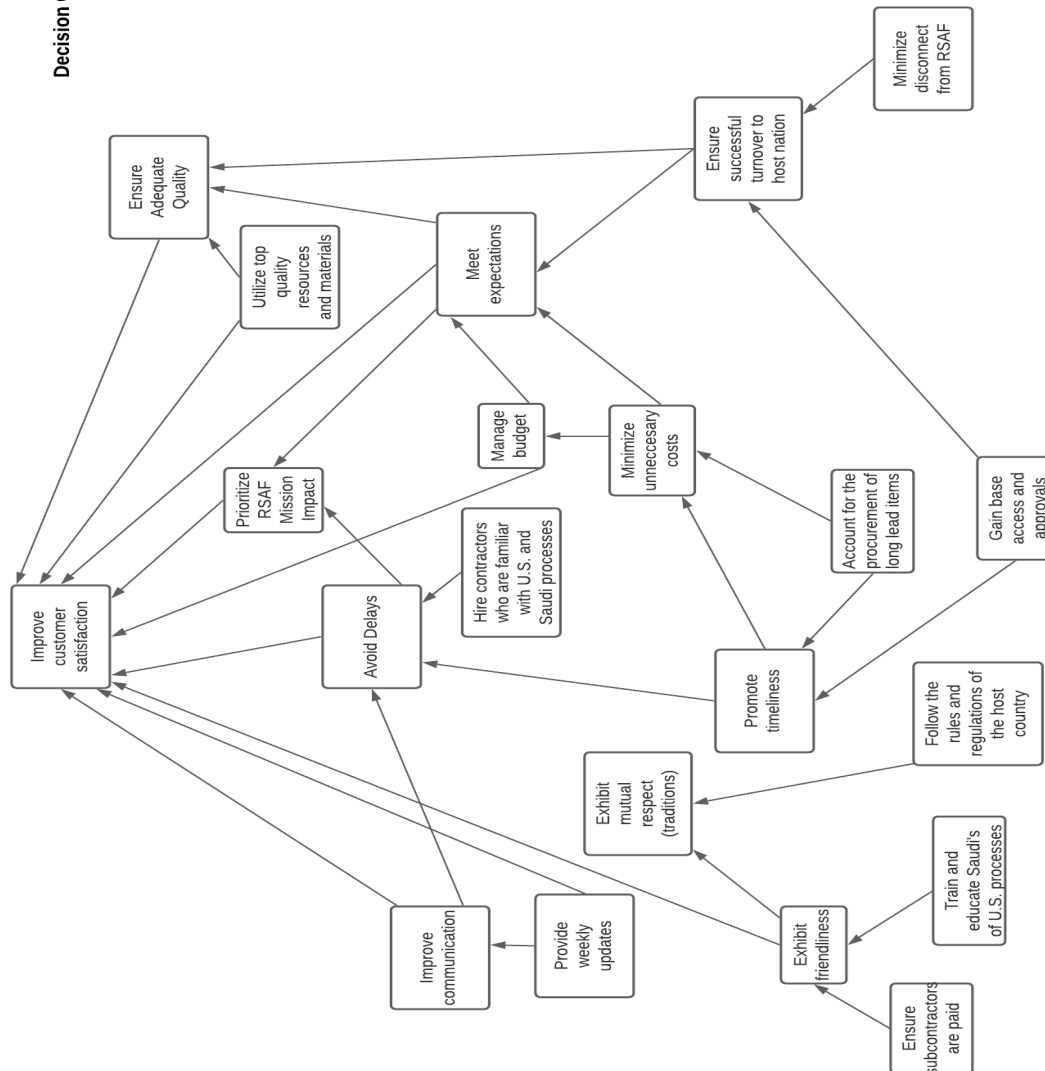 Decision
Improve
customer
satisfaction
Ensure
Adequate
Quality
Utilize top
quality
resources
and materials
Prioritize
RSAF
Mission
Impact
Avoid Delays
Meet
expectations
Manage
budget
Hire contractors
who are familiar
with U.S. and
Saudi processes
Improve
communication
Provide
weekly
updates
Exhibit
mutual
respect
(traditions)
Minimize
unneccesary
costs
Ensure
successful
turnover to
host nation
Promote
timeliness
Account for the
procurement of
long lead items
Minimize
disconnect
from RSAF
Exhibit
friendliness
Follow the
rules and
regulations of
the host
country
Gain base
access and
approvals
Train and
educate Saudi's
of U.S. processes
Ensure
subcontractors
are paid